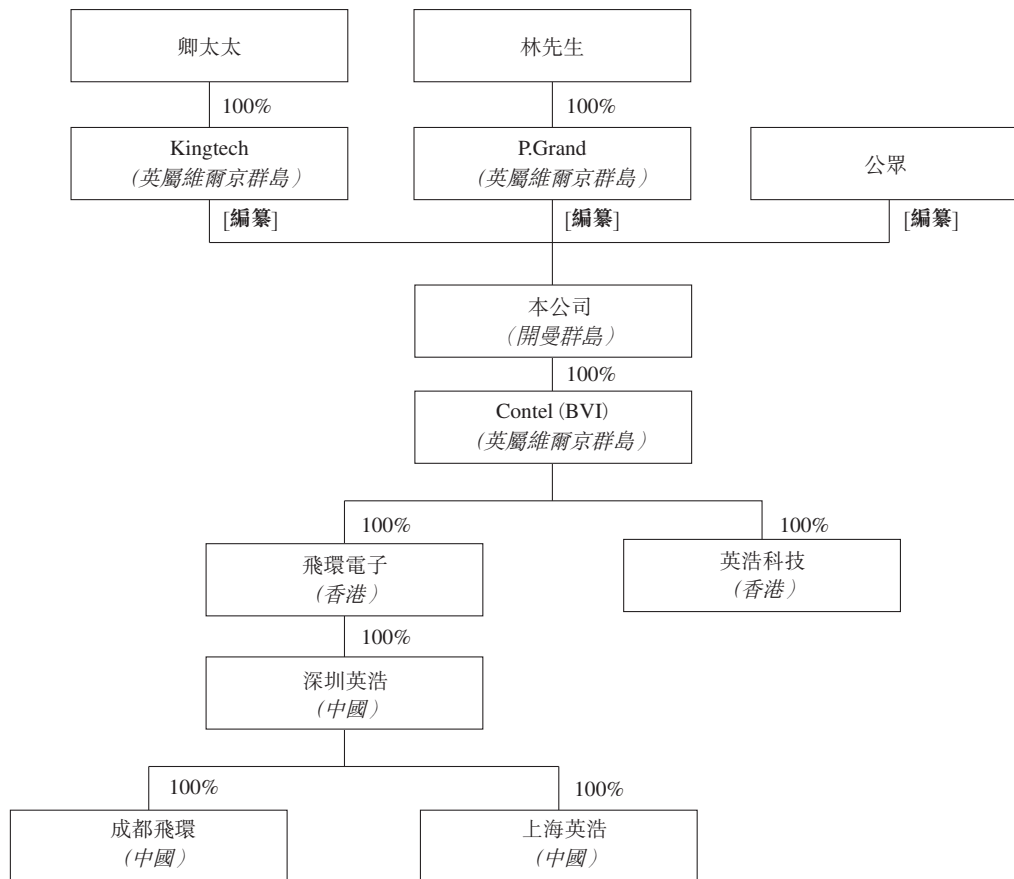 卿太太
林先生
100%
100%
Kingtech
(英屬維爾京群島)
P.Grand
(英屬維爾京群島)
公眾
[編纂]
[編纂]
[編纂]
本公司
(開曼群島)
100%
Contel (BVI)
(英屬維爾京群島)
100%
100%
飛環電子
(香港)
英浩科技
(香港)
100%
深圳英浩
(中國)
100%
100%
成都飛環
(中國)
上海英浩
(中國)